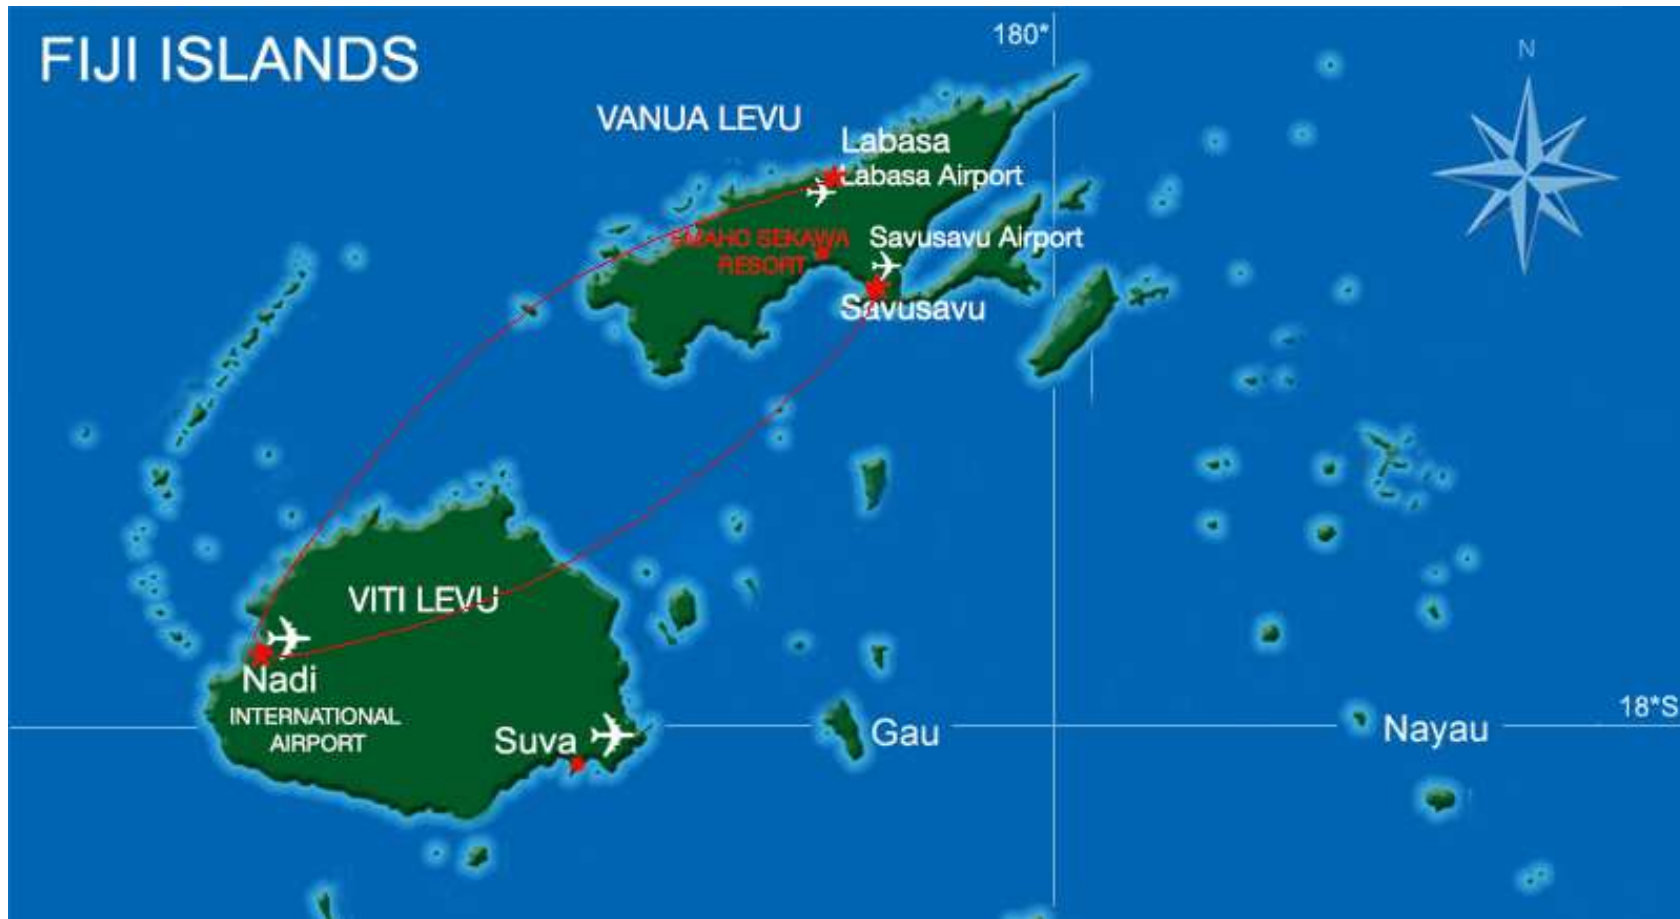 FIJI ISLANDS
180*
N
VANUA LEVU
Labasa
Labasa Airport
Savusavu Airport
SEKAWA
RESORT
Savusavu
VITI LEVU
Nadi
INTERNATIONAL
AIRPORT
Suva
Gau
Nayau
18*S